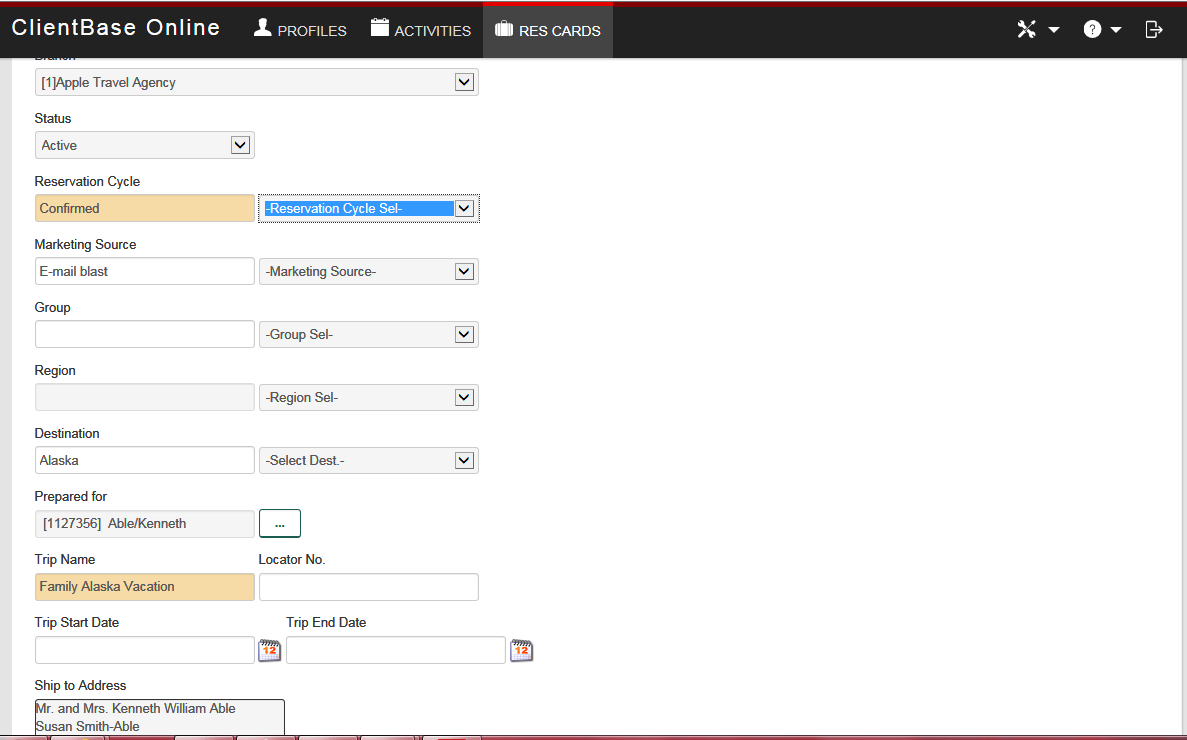 ClientBase Online PROFILES ACTIVITIES RES CARDS ?
Branch
[1]Apple Travel Agency
Status
Active
Reservation Cycle
Confirmed -Reservation Cycle Sel-
Marketing Source
E-mail blast -Marketing Source-
Group
-Group Sel-
Region
-Region Sel-
Destination
Alaska -Select Dest.-
Prepared for
[1127356] Able/Kenneth ...
Trip Name Locator No.
Family Alaska Vacation
Trip Start Date Trip End Date
12 12
Ship to Address
Mr. and Mrs. Kenneth William Able
Susan Smith-Able